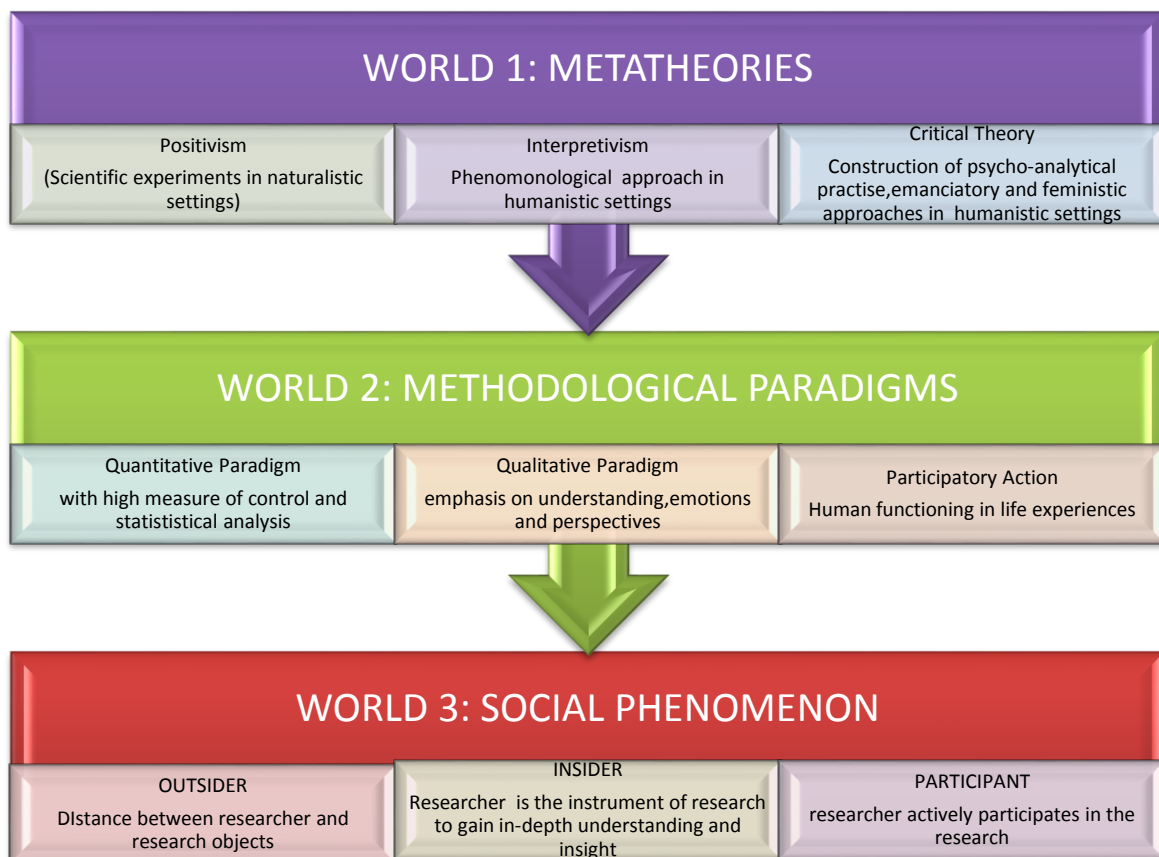 WORLD 1: METATHEORIES
Positivism
(Scientific experiments in naturalistic
settings)
Interpretivism
Phenomonological approach in
humanistic settings
Critical Theory
Construction of psycho-analytical
practise,emanciatory and feministic
approaches in humanistic settings
WORLD 2: METHODOLOGICAL PARADIGMS
Quantitative Paradigm
with high measure of control and
statististical analysis
Qualitative Paradigm
emphasis on understanding,emotions
and perspectives
Participatory Action
Human functioning in life experiences
WORLD 3: SOCIAL PHENOMENON
OUTSIDER
DIstance between researcher and
research objects
INSIDER
Researcher is the instrument of research
to gain in-depth understanding and
insight
PARTICIPANT
researcher actively participates in the
research